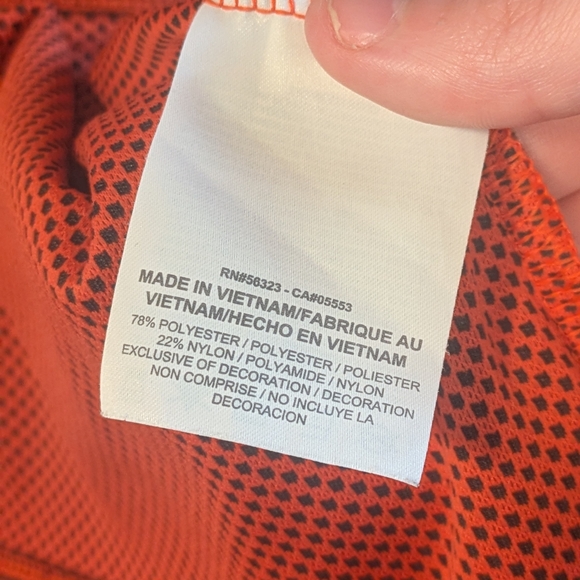 RN#56323 - CA#05553
MADE IN VIETNAM/FABRIQUE AU
VIETNAM/HECHO EN VIETNAM
78% POLYESTER / POLYESTER / POLIESTER
22% NYLON / POLYAMIDE / NYLON
EXCLUSIVE OF DECORATION / DECORATION
NON COMPRISE / NO INCLUYE LA
DECORACION